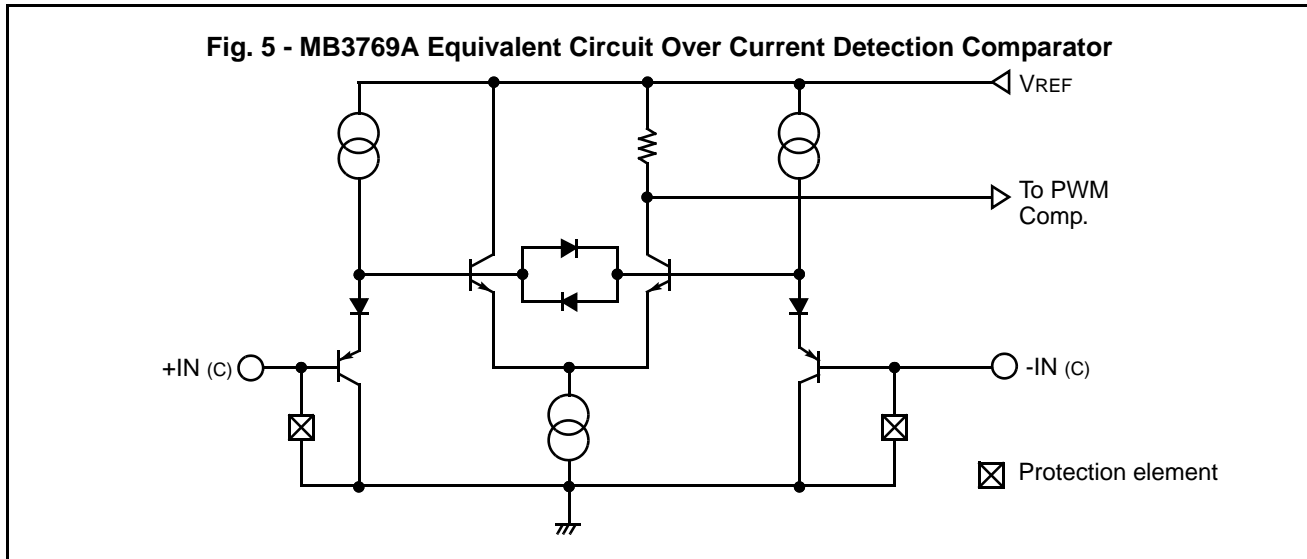 Fig. 5 - MB3769A Equivalent Circuit Over Current Detection Comparator
VREF
To PWM
Comp.
+IN (C)
-IN (C)
Protection element